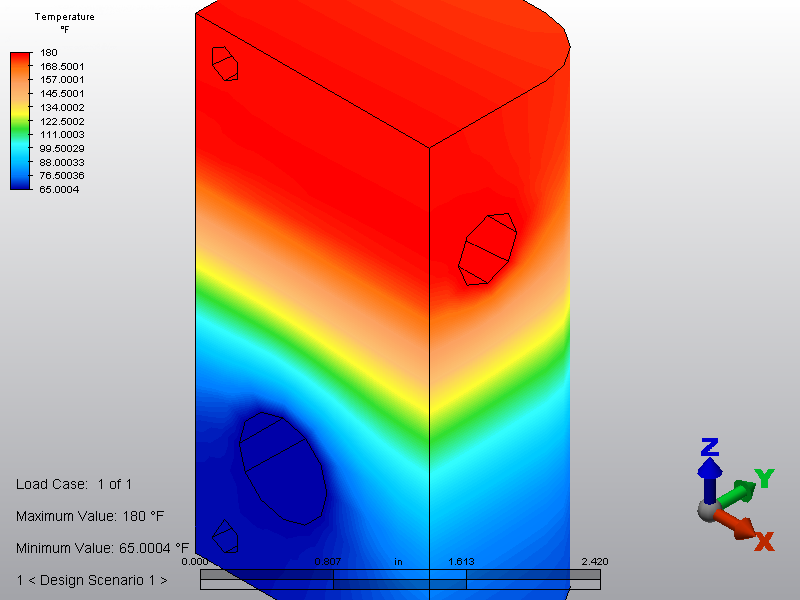 Temperature
°F
180
168.5001
157.0001
145.5001
134.0002
122.5002
111.0003
99.50029
88.00033
76.50036
65.0004
Z
Y
X
Load Case: 1 of 1
Maximum Value: 180 °F
Minimum Value: 65.0004 °F
0.000 0.807 in 1.613 2.420
1 < Design Scenario 1 >